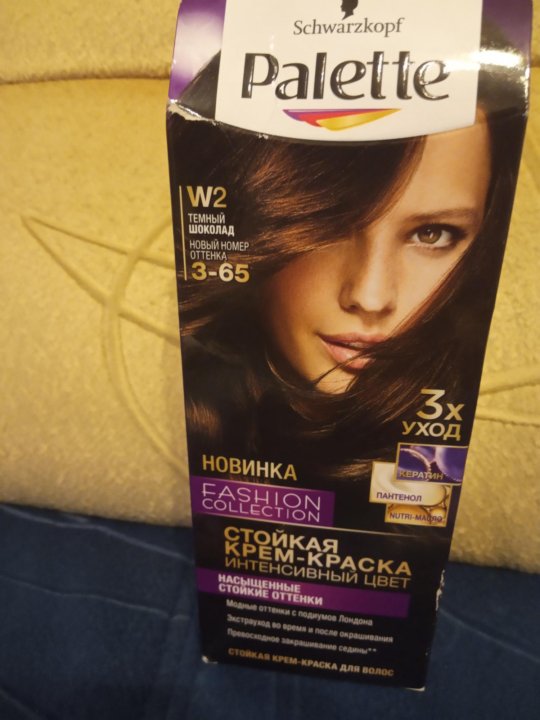 Schwarzkopf
Palette
W2
ТЕМНЫЙ
ШОКОЛАД
НОВЫЙ НОМЕР
ОТТЕНКА
3-65
3x
УХОД
КЕРАТИН
ПАНТЕНОЛ
NUTRI-МАСЛО
НОВИНКА
FASHION
COLLECTION
СТОЙКАЯ
КРЕМ-КРАСКА
ИНТЕНСИВНЫЙ ЦВЕТ
НАСЫЩЕННЫЕ
СТОЙКИЕ ОТТЕНКИ
Модные оттенки с подиумов Лондона
Экстрауход во время и после окрашивания
Превосходное закрашивание седины**
СТОЙКАЯ КРЕМ-КРАСКА ДЛЯ ВОЛОС